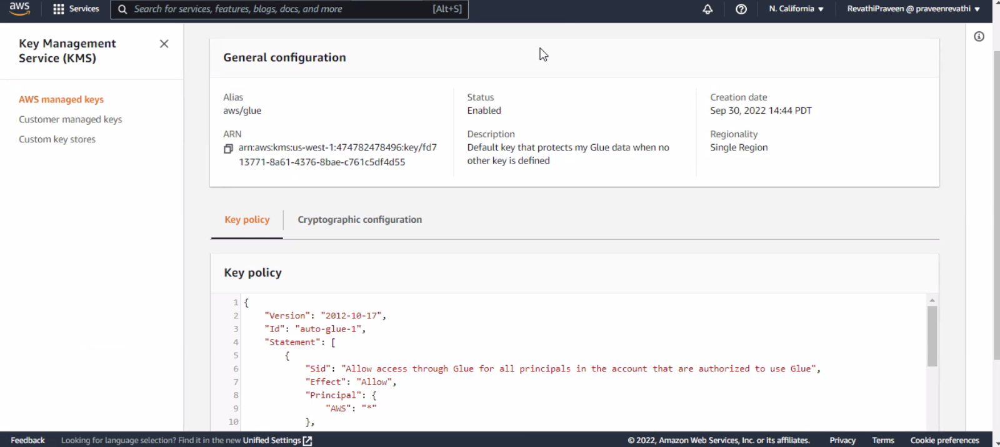 aws
Services
Search for services, features, blogs, docs, and more
[Alt+S]
N. California
RevathiPraveen @ praveenrevathi
Key Management
Service (KMS)
AWS managed keys
Customer managed keys
Custom key stores
General configuration
Alias
aws/glue
ARN
arn:aws:kms:us-west-1:474782478496:key/fd7
13771-8a61-4376-8bae-c761c5df4d55
Status
Enabled
Description
Default key that protects my Glue data when no
other key is defined
Creation date
Sep 30, 2022 14:44 PDT
Regionality
Single Region
Key policy
Cryptographic configuration
Key policy
1 {
2 "Version": "2012-10-17",
3 "Id": "auto-glue-1",
4 "Statement": [
5 {
6 "Sid": "Allow access through Glue for all principals in the account that are authorized to use Glue",
7 "Effect": "Allow",
8 "Principal": {
9 "AWS": "*"
10 },
Feedback
Looking for language selection? Find it in the new Unified Settings
© 2022, Amazon Web Services, Inc. or its affiliates.
Privacy
Terms
Cookie preferences